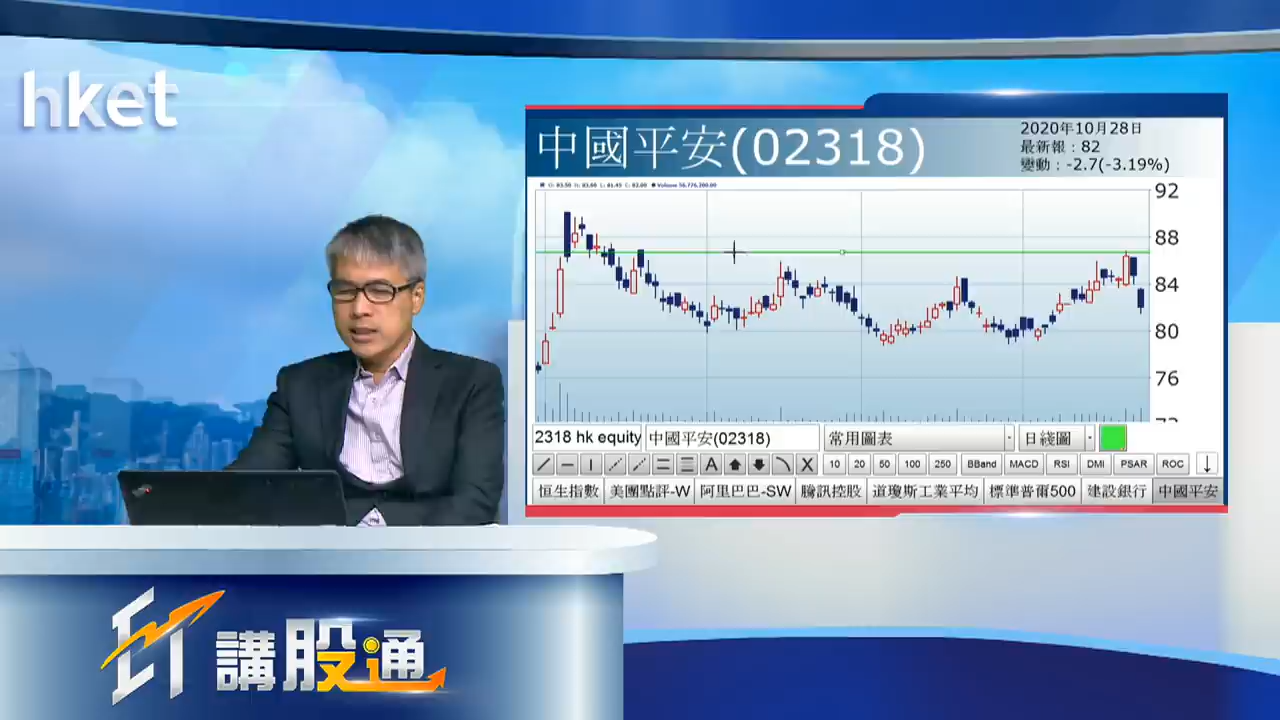 hket
中國平安(02318)
2020年10月28日
最新報：82
變動：-2.7(-3.19%)
92
88
84
80
76
2318 hk equity 中國平安(02318) 常用圖表 日綫圖
A X 10 20 50 100 250 BBand MACD RSI DMI PSAR ROC
恒生指數 美團點評-W 阿里巴巴-SW 騰訊控股 道瓊斯工業平均 標準普爾500 建設銀行 中國平安
ET 講股通